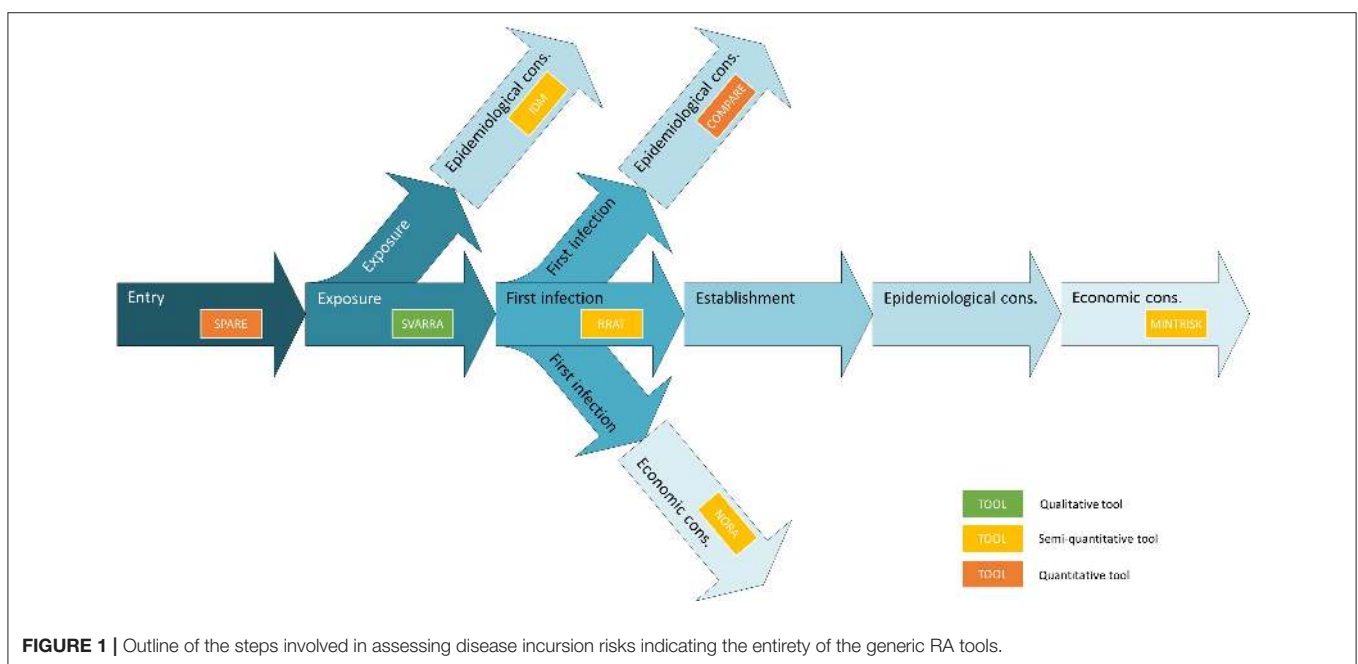 Epidemiological cons.
IDM
Epidemiological cons.
COMPARE
Exposure
First infection
Entry
SPARE
Exposure
SVARRA
First infection
RRAT
Establishment
Epidemiological cons.
Economic cons.
MINTRISK
First infection
Economic cons.
NORA
TOOL Qualitative tool
TOOL Semi-quantitative tool
TOOL Quantitative tool
FIGURE 1 | Outline of the steps involved in assessing disease incursion risks indicating the entirety of the generic RA tools.